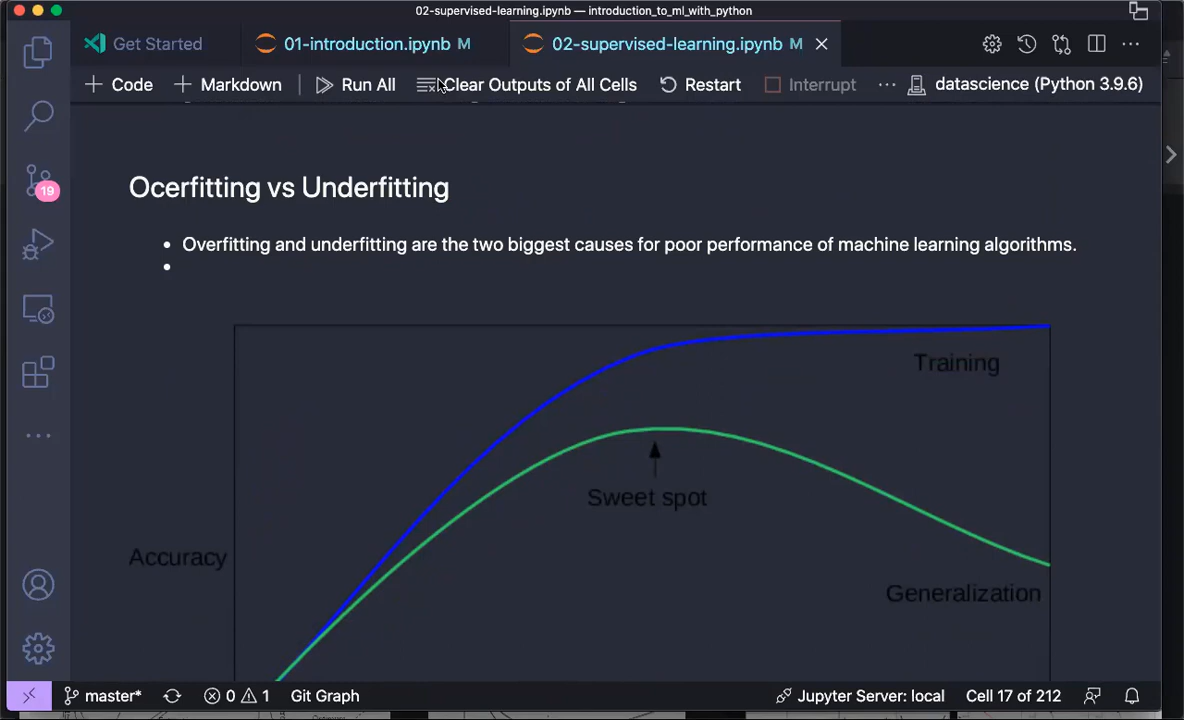 02-supervised-learning.ipynb — introduction_to_ml_with_python
Get Started
01-introduction.ipynb M
02-supervised-learning.ipynb M
Code
Markdown
Run All
Clear Outputs of All Cells
Restart
Interrupt
datascience (Python 3.9.6)
Ocerfitting vs Underfitting
• Overfitting and underfitting are the two biggest causes for poor performance of machine learning algorithms.
•
Training
Sweet spot
Accuracy
Generalization
19
master*
0
1
Git Graph
Jupyter Server: local
Cell 17 of 212